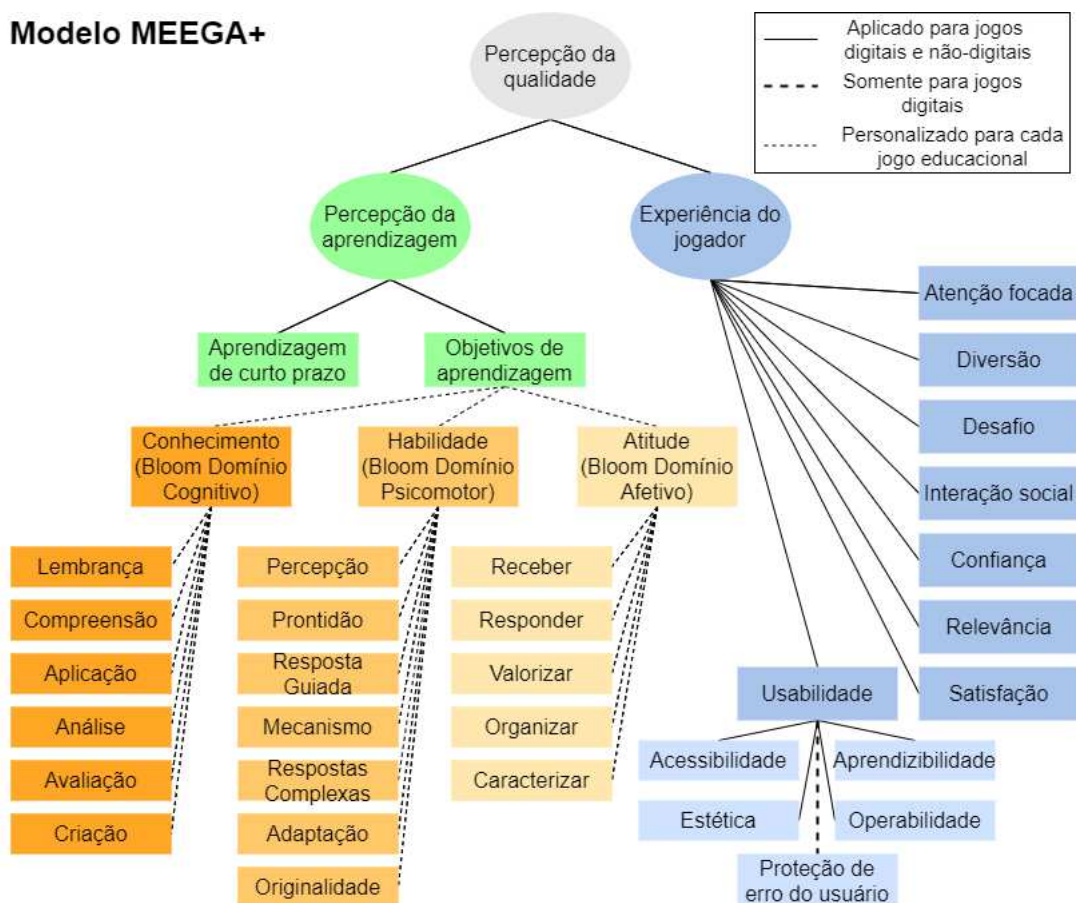 Modelo MEEGA+
Percepção da
qualidade
Aplicado para jogos
digitais e não-digitais
Somente para jogos
digitais
Personalizado para cada
jogo educacional
Percepção da
aprendizagem
Experiência do
jogador
Aprendizagem
de curto prazo
Objetivos de
aprendizagem
Conhecimento
(Bloom Domínio
Cognitivo)
Habilidade
(Bloom Domínio
Psicomotor)
Atitude
(Bloom Domínio
Afetivo)
Lembrança
Compreensão
Aplicação
Análise
Avaliação
Criação
Percepção
Prontidão
Resposta
Guiada
Mecanismo
Respostas
Complexas
Adaptação
Originalidade
Receber
Responder
Valorizar
Organizar
Caracterizar
Atenção focada
Diversão
Desafio
Interação social
Confiança
Relevância
Satisfação
Usabilidade
Acessibilidade
Aprendizibilidade
Estética
Operabilidade
Proteção de
erro do usuário